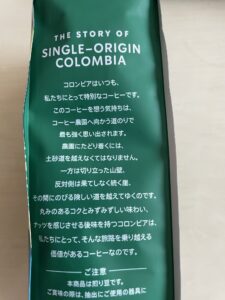 THE STORY OF
SINGLE-ORIGIN
COLOMBIA
コロンビアはいつも、
私たちにとって特別なコーヒーです。
このコーヒーを想う気持ちは、
コーヒー農園へ向かう道のりで
最も強く思い出されます。
農園にたどり着くには、
土砂道を越えなくてはなりません。
一方は切り立った山壁、
反対側は果てしなく続く崖、
その間にのびる険しい道を越えてゆくのです。
丸みのあるコクとみずみずしい味わい、
ナッツを感じさせる後味を持つコロンビアは、
私たちにとって、そんな旅路を乗り越える
価値があるコーヒーなのです。
ご注意
本商品は煎り豆です。
ご賞味の際は、抽出にご使用の器具に